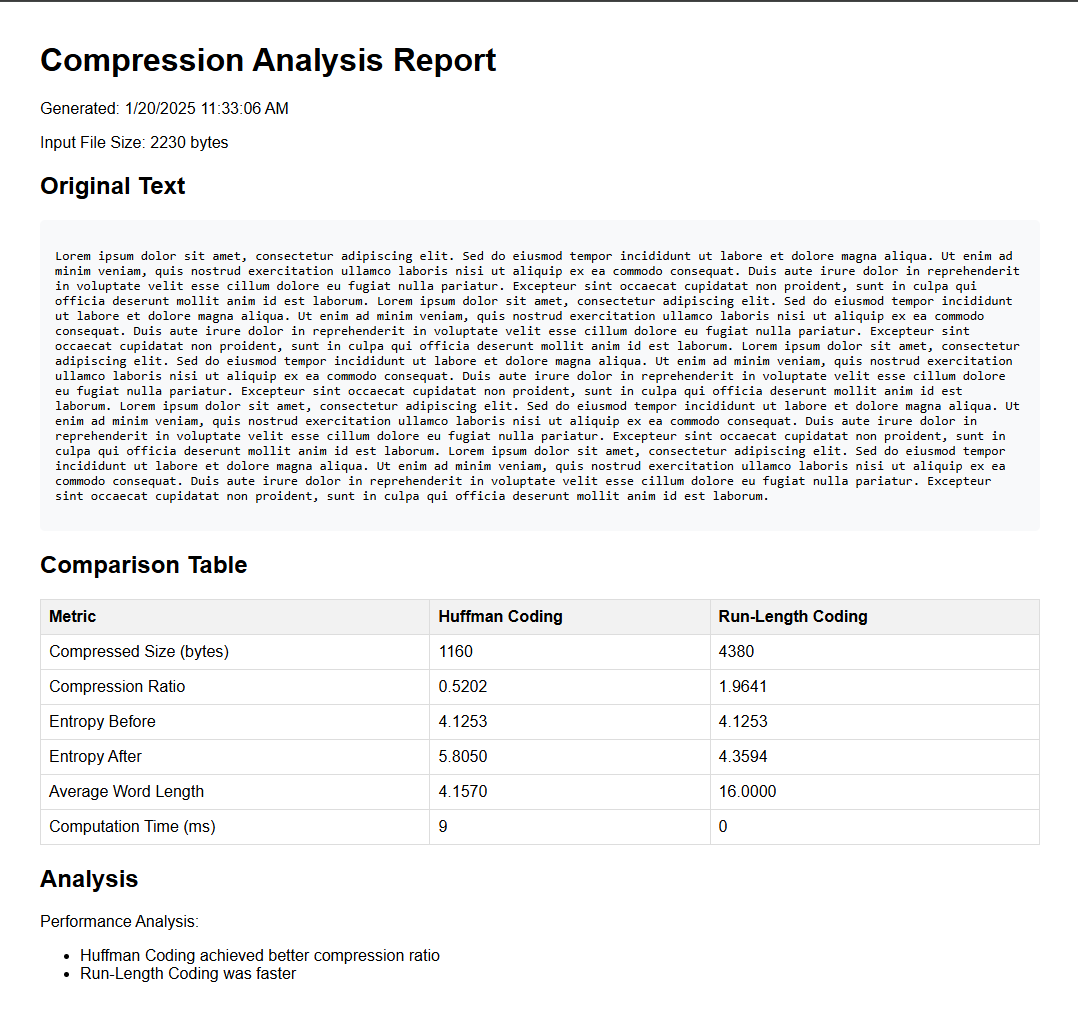 Compression Analysis Report
Generated: 1/20/2025 11:33:06 AM
Input File Size: 2230 bytes
Original Text
Lorem ipsum dolor sit amet, consectetur adipiscing elit. Sed do eiusmod tempor incididunt ut labore et dolore magna aliqua. Ut enim ad
minim veniam, quis nostrud exercitation ullamco laboris nisi ut aliquip ex ea commodo consequat. Duis aute irure dolor in reprehenderit
in voluptate velit esse cillum dolore eu fugiat nulla pariatur. Excepteur sint occaecat cupidatat non proident, sunt in culpa qui
officia deserunt mollit anim id est laborum. Lorem ipsum dolor sit amet, consectetur adipiscing elit. Sed do eiusmod tempor incididunt
ut labore et dolore magna aliqua. Ut enim ad minim veniam, quis nostrud exercitation ullamco laboris nisi ut aliquip ex ea commodo
consequat. Duis aute irure dolor in reprehenderit in voluptate velit esse cillum dolore eu fugiat nulla pariatur. Excepteur sint
occaecat cupidatat non proident, sunt in culpa qui officia deserunt mollit anim id est laborum. Lorem ipsum dolor sit amet, consectetur
adipiscing elit. Sed do eiusmod tempor incididunt ut labore et dolore magna aliqua. Ut enim ad minim veniam, quis nostrud exercitation
ullamco laboris nisi ut aliquip ex ea commodo consequat. Duis aute irure dolor in reprehenderit in voluptate velit esse cillum dolore
eu fugiat nulla pariatur. Excepteur sint occaecat cupidatat non proident, sunt in culpa qui officia deserunt mollit anim id est
laborum. Lorem ipsum dolor sit amet, consectetur adipiscing elit. Sed do eiusmod tempor incididunt ut labore et dolore magna aliqua. Ut
enim ad minim veniam, quis nostrud exercitation ullamco laboris nisi ut aliquip ex ea commodo consequat. Duis aute irure dolor in
reprehenderit in voluptate velit esse cillum dolore eu fugiat nulla pariatur. Excepteur sint occaecat cupidatat non proident, sunt in
culpa qui officia deserunt mollit anim id est laborum. Lorem ipsum dolor sit amet, consectetur adipiscing elit. Sed do eiusmod tempor
incididunt ut labore et dolore magna aliqua. Ut enim ad minim veniam, quis nostrud exercitation ullamco laboris nisi ut aliquip ex ea
commodo consequat. Duis aute irure dolor in reprehenderit in voluptate velit esse cillum dolore eu fugiat nulla pariatur. Excepteur
sint occaecat cupidatat non proident, sunt in culpa qui officia deserunt mollit anim id est laborum.
Comparison Table
Metric Huffman Coding Run-Length Coding
Compressed Size (bytes) 1160 4380
Compression Ratio 0.5202 1.9641
Entropy Before 4.1253 4.1253
Entropy After 5.8050 4.3594
Average Word Length 4.1570 16.0000
Computation Time (ms) 9 0
Analysis
Performance Analysis:
• Huffman Coding achieved better compression ratio
• Run-Length Coding was faster